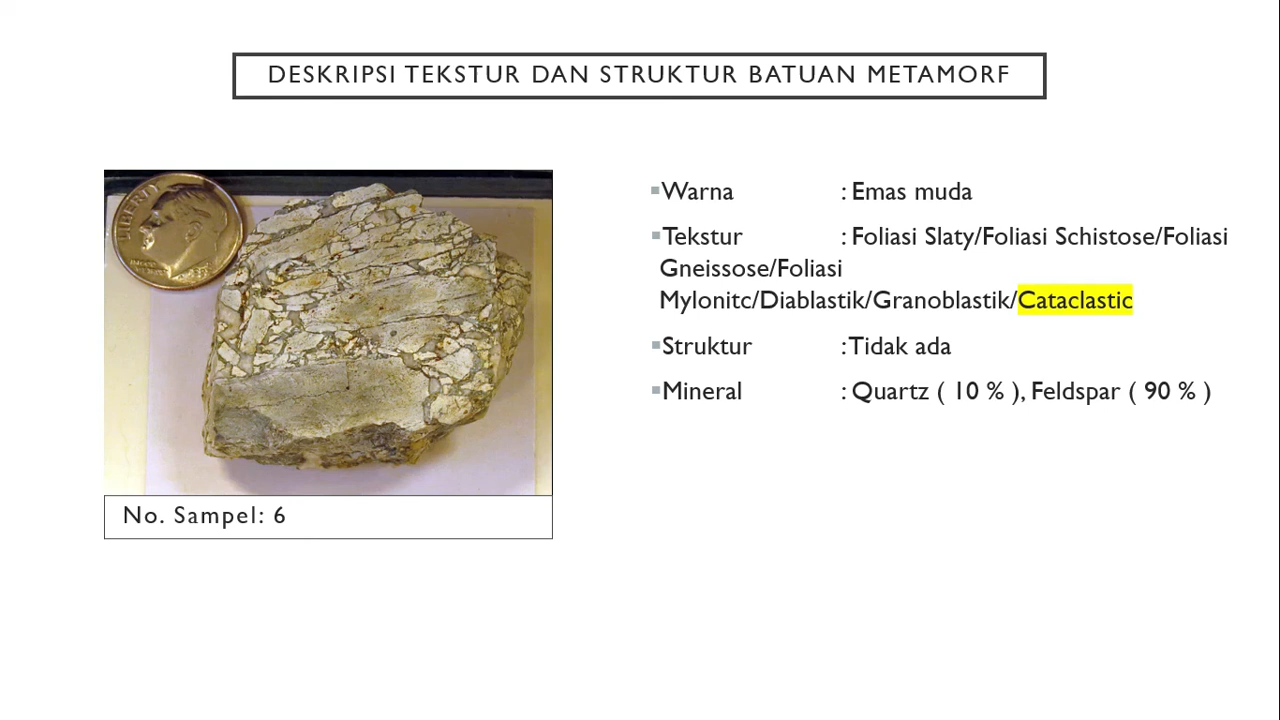 DESKRIPSI TEKSTUR DAN STRUKTUR BATUAN METAMORF
LIBERTY
▪Warna : Emas muda
▪Tekstur : Foliasi Slaty/Foliasi Schistose/Foliasi
Gneissose/Foliasi
Mylonitc/Diablastik/Granoblastik/Cataclastic
▪Struktur :Tidak ada
▪Mineral : Quartz ( 10 % ), Feldspar ( 90 % )
No. Sampel: 6